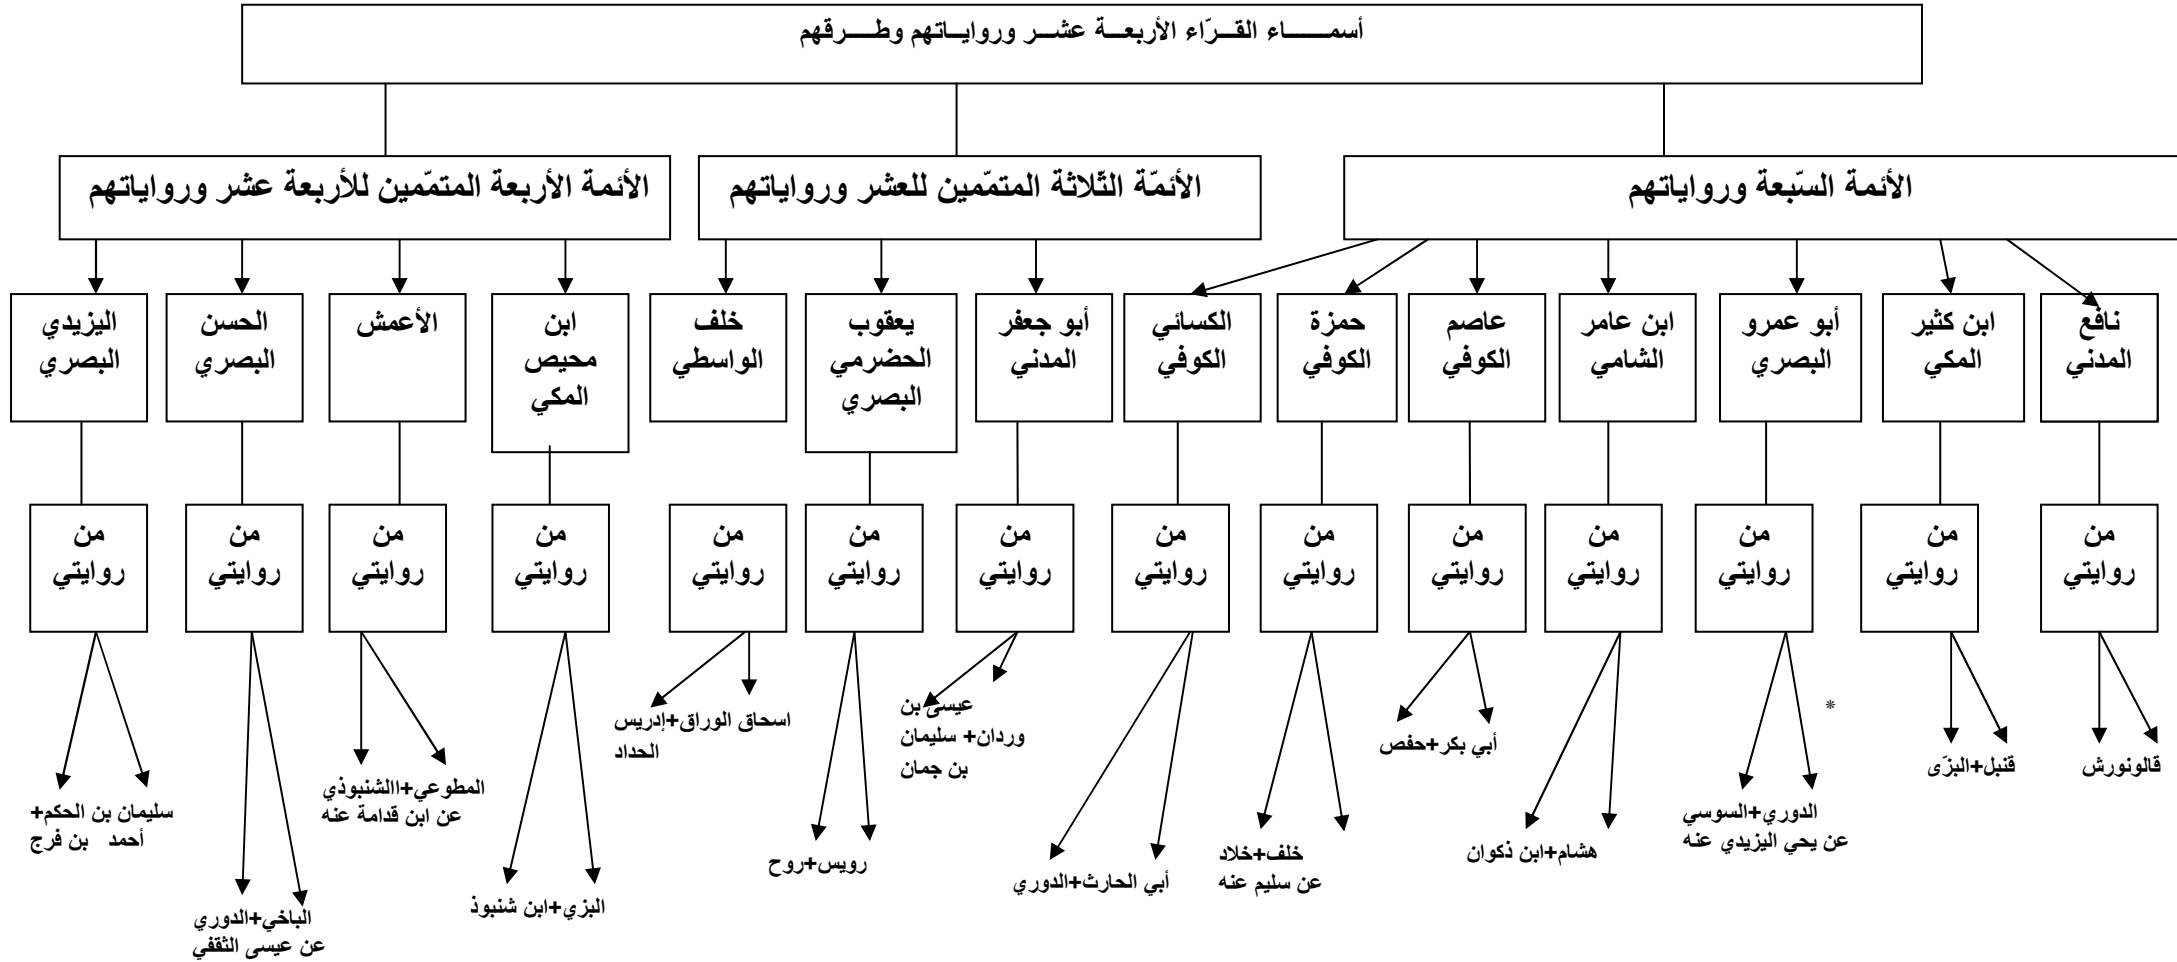 أسمـــــاء القـــرّاء الأربعـــة عشـــر وروايـــاتهم وطـــــرقهم
الأئمة السّبعة ورواياتهم
الأئمّة الثّلاثة المتمّمين للعشر ورواياتهم
الأئمة الأربعة المتمّمين للأربعة عشر ورواياتهم
نافع
المدني
ابن كثير
المكي
أبو عمرو
البصري
ابن عامر
الشامي
عاصم
الكوفي
حمزة
الكوفي
الكسائي
الكوفي
أبو جعفر
المدني
يعقوب
الحضرمي
البصري
خلف
الواسطي
ابن
محيص
المكي
الأعمش
الحسن
البصري
اليزيدي
البصري
من
روايتي
من
روايتي
من
روايتي
من
روايتي
من
روايتي
من
روايتي
من
روايتي
من
روايتي
من
روايتي
من
روايتي
من
روايتي
من
روايتي
من
روايتي
من
روايتي
قالونورش
قنبل+البزّى
*
الدوري+السوسي
عن يحي اليزيدي عنه
هشام+ابن ذكوان
أبي بكر+حفص
خلف+خلاد
عن سليم عنه
أبي الحارث+الدوري
عيسى بن
وردان+ سليمان
بن جمان
رويس+روح
اسحاق الوراق+إدريس
الحداد
البزي+ابن شنبوذ
المطوعي+االشنبوذي
عن ابن قدامة عنه
الباخي+الدوري
عن عيسى الثقفي
سليمان بن الحكم+
أحمد بن فرج